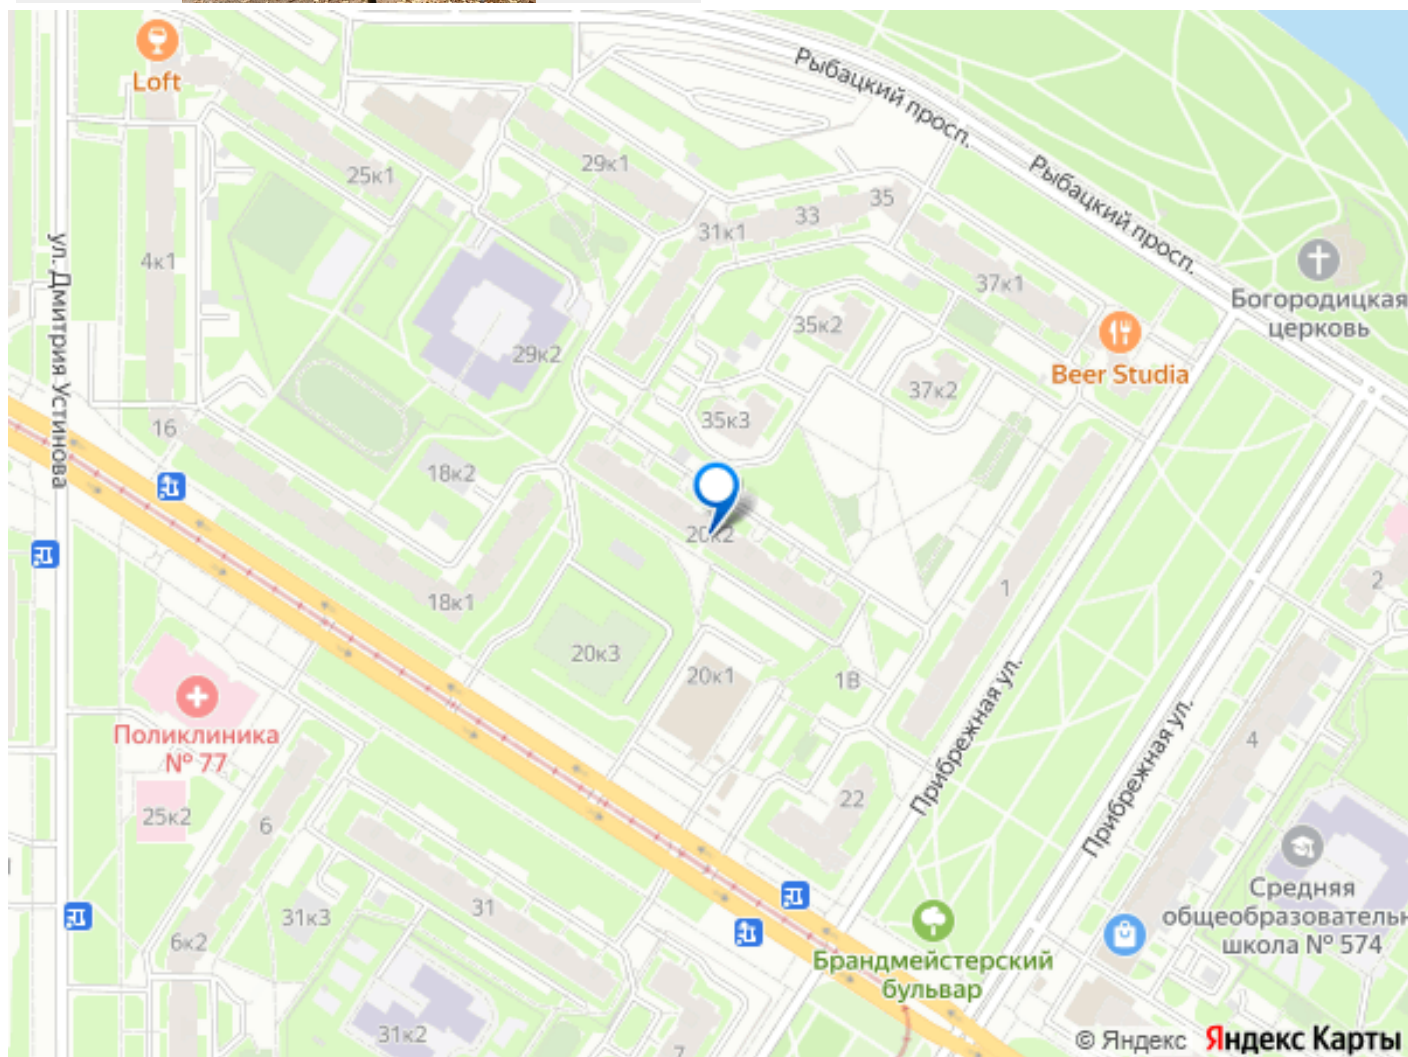 Loft
Рыбацкий просп.
Рыбацкий просп.
29к1
25к1
35
33
31к1
ул. Дмитрия Устинова
4к1
37к1
Богородицкая
церковь
35к2
29к2
Beer Studia
37к2
35к3
16
18к2
20к2
18к1
1
2
20к3
20к1
1В
Прибрежная ул.
Прибрежная ул.
Поликлиника
№ 77
4
25к2
6
22
31
31к3
6к2
Средняя
общеобразовательн
школа № 574
Брандмейстерский
бульвар
31к2
7
© Яндекс Яндекс Карты